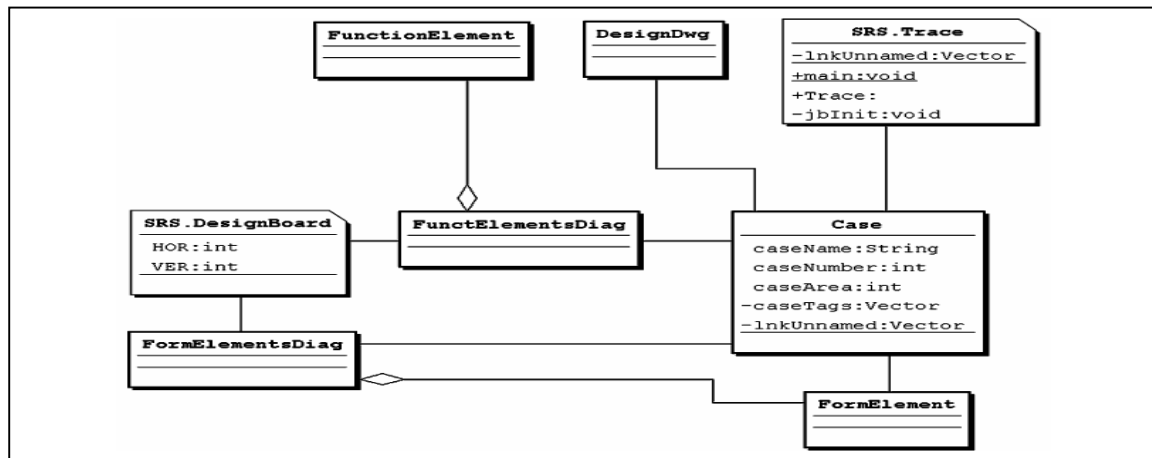 FunctionElement
DesignDwg
SRS.Trace
-lnkUnnamed:Vector
+main:void
+Trace:
-jbInit:void
SRS.DesignBoard
HOR:int
VER:int
FunctElementsDiag
Case
caseName:String
caseNumber:int
caseArea:int
-caseTags:Vector
-lnkUnnamed:Vector
FormElementsDiag
FormElement